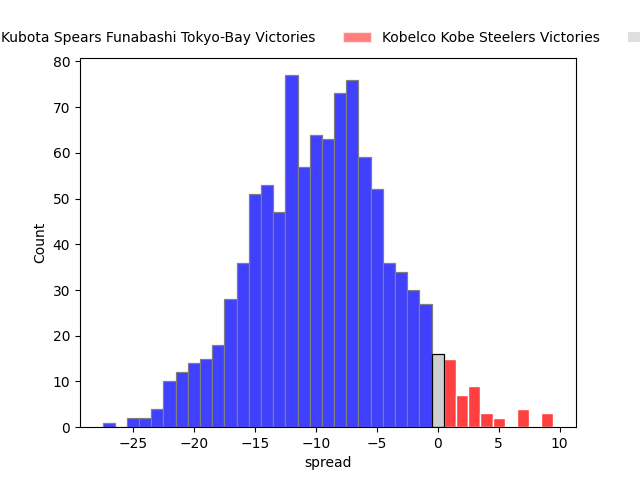 Kubota Spears Funabashi Tokyo-Bay Victories Kobelco Kobe Steelers Victories
80
70
60
50
40
30
20
10
0
Count
−25 −20 −15 −10 −5 0 5 10
spread